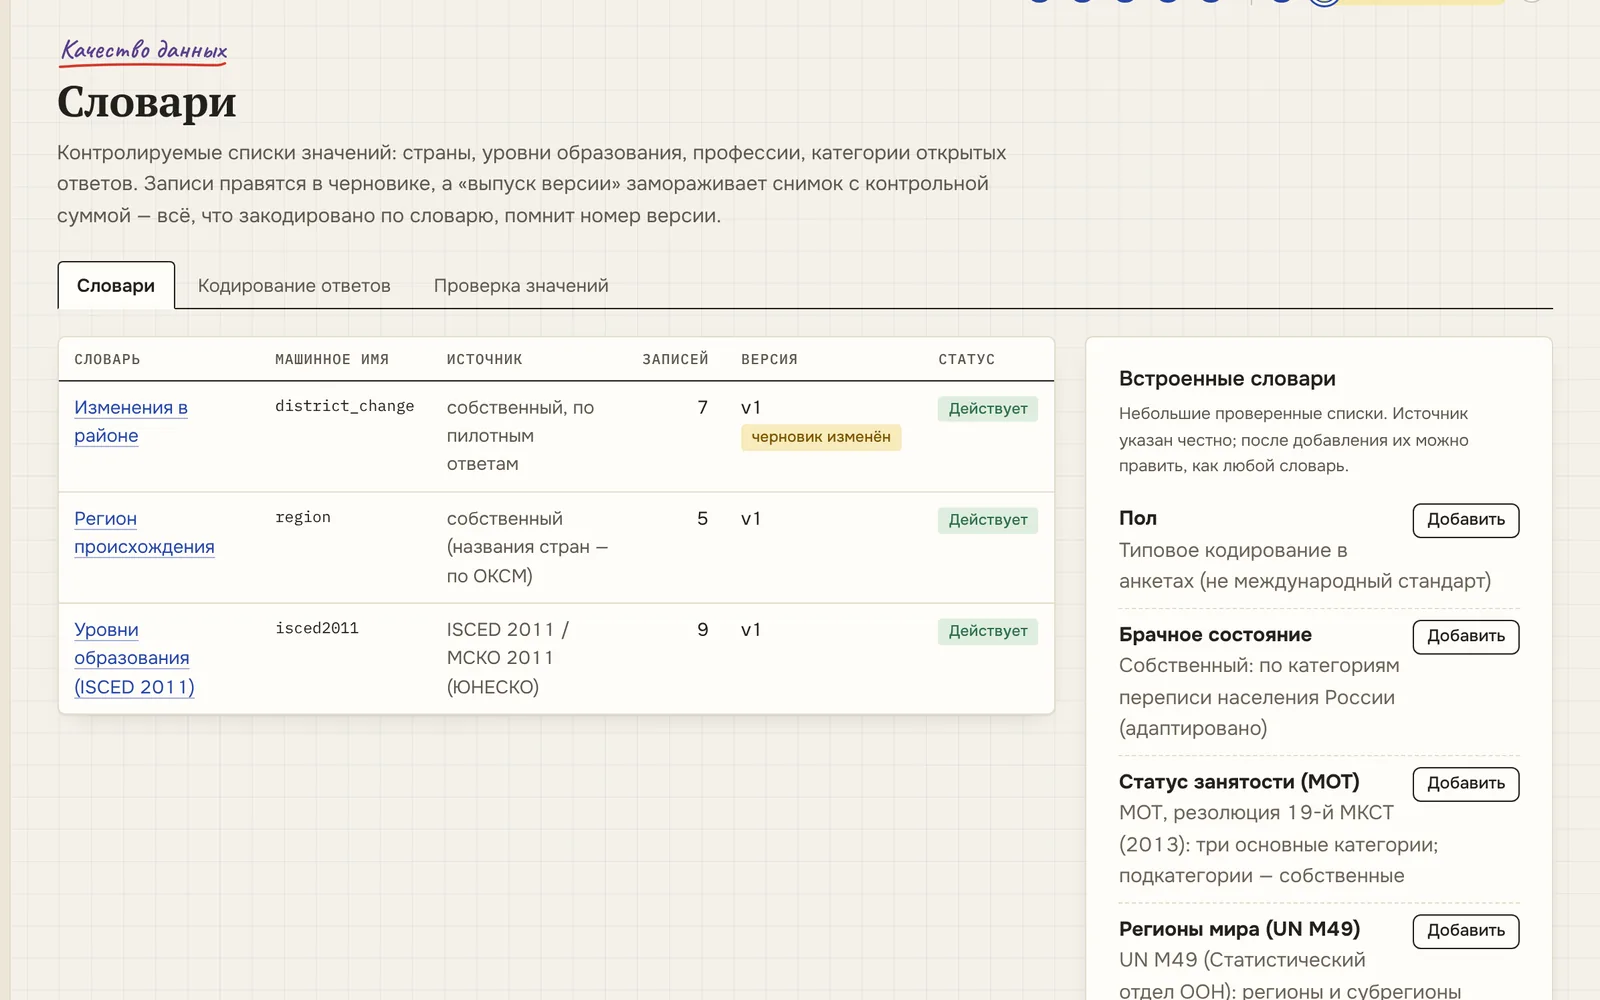 Качество данных
Словари
Контролируемые списки значений: страны, уровни образования, профессии, категории открытых
ответов. Записи правятся в черновике, а «выпуск версии» замораживает снимок с контрольной
суммой — всё, что закодировано по словарю, помнит номер версии.
Словари
Кодирование ответов
Проверка значений
СЛОВАРЬ МАШИННОЕ ИМЯ ИСТОЧНИК ЗАПИСЕЙ ВЕРСИЯ СТАТУС
Изменения в
районе
district_change
собственный, по
пилотным
ответам
7
v1
черновик изменён
Действует
Регион
происхождения
region
собственный
(названия стран —
по ОКСМ)
5
v1
Действует
Уровни
образования
(ISCED 2011)
isced2011
ISCED 2011 /
МСКО 2011
(ЮНЕСКО)
9
v1
Действует
Встроенные словари
Небольшие проверенные списки. Источник
указан честно; после добавления их можно
править, как любой словарь.
Пол
Добавить
Типовое кодирование в
анкетах (не международный стандарт)
Брачное состояние
Добавить
Собственный: по категориям
переписи населения России
(адаптировано)
Статус занятости (МОТ)
Добавить
МОТ, резолюция 19-й МКСТ
(2013): три основные категории;
подкатегории — собственные
Регионы мира (UN M49)
Добавить
UN M49 (Статистический
отдел ООН): регионы и субрегионы